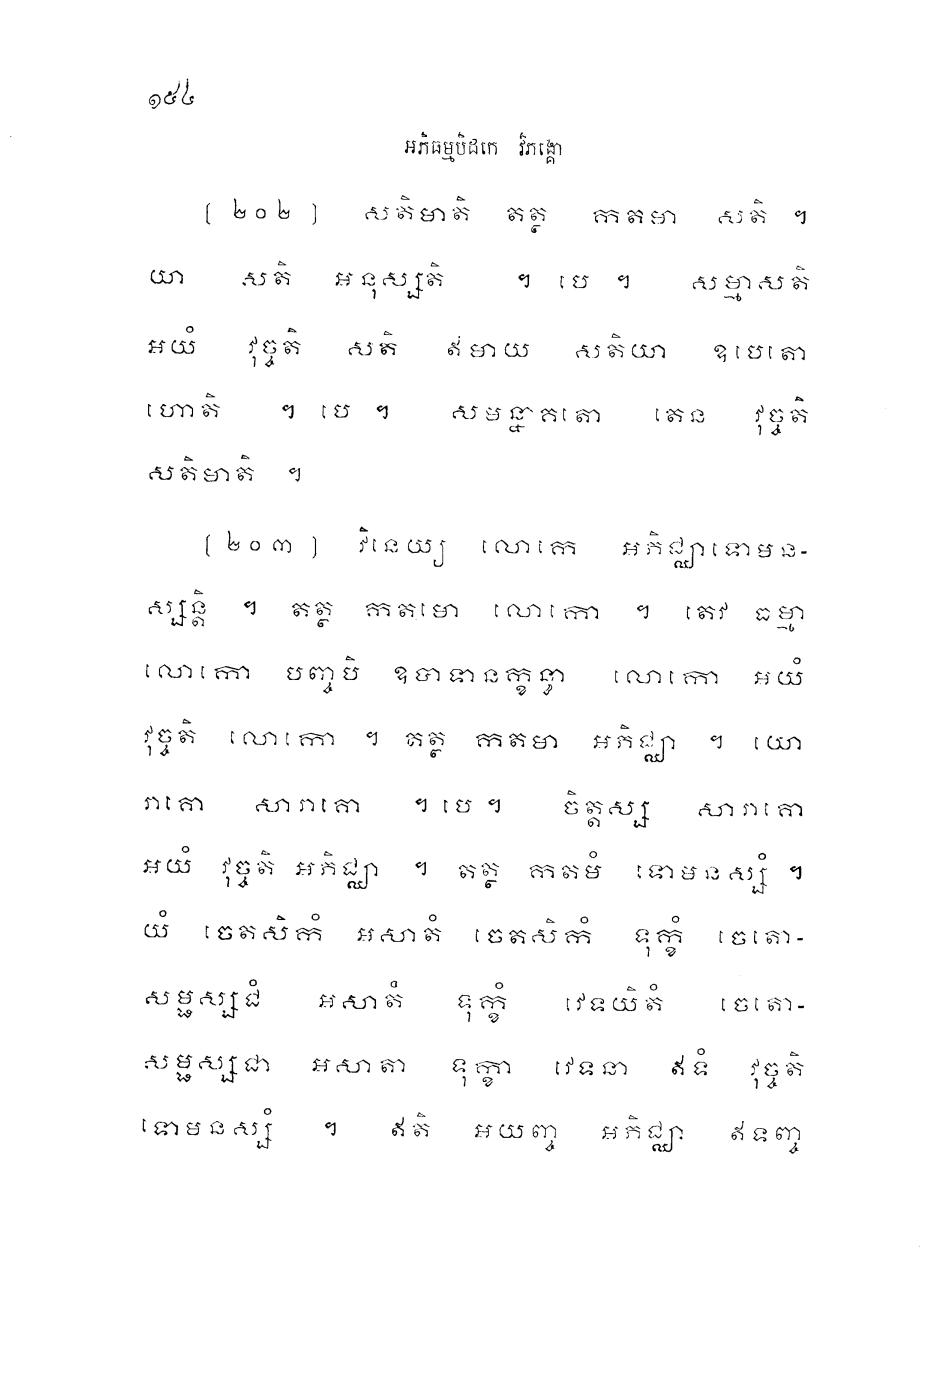 ១៥៤
អភិធម្មបិដកេ វិភង្គោ
[ ២០២ ] សតិមាតិ តត្ថ កតមា សតិ ។
យា សតិ អនុស្សតិ ។ បេ ។ សម្មាសតិ
អយំ វុច្ចតិ សតិ ឥមាយ សតិយា ឧបេតោ
ហោតិ ។ បេ ។ សមន្នាគតោ តេន វុច្ចតិ
សតិមាតិ ។
[ ២០៣ ] វិនេយ្យ លោកេ អភិជ្ឈាទោមន-
ស្សន្តិ ។ តត្ថ កតមោ លោកោ ។ តេវ ធម្មា
លោកោ បញ្ចបិ ឧបាទានក្ខន្ធា លោកោ អយំ
វុច្ចតិ លោកោ ។ តត្ថ កតមា អភិជ្ឈា ។ យោ
រាគោ សារាគោ ។ បេ ។ ចិត្តស្ស សារាគោ
អយំ វុច្ចតិ អភិជ្ឈា ។ តត្ថ កតមំ ទោមនស្សំ ។
យំ ចេតសិកំ អសាតំ ចេតសិកំ ទុក្ខំ ចេតោ-
សម្ផស្សជំ អសាតំ ទុក្ខំ វេទយិតំ ចេតោ-
សម្ផស្សជា អសាតា ទុក្ខា វេទនា ឥទំ វុច្ចតិ
ទោមនស្សំ ។ ឥតិ អយញ្ច អភិជ្ឈា ឥទញ្ច